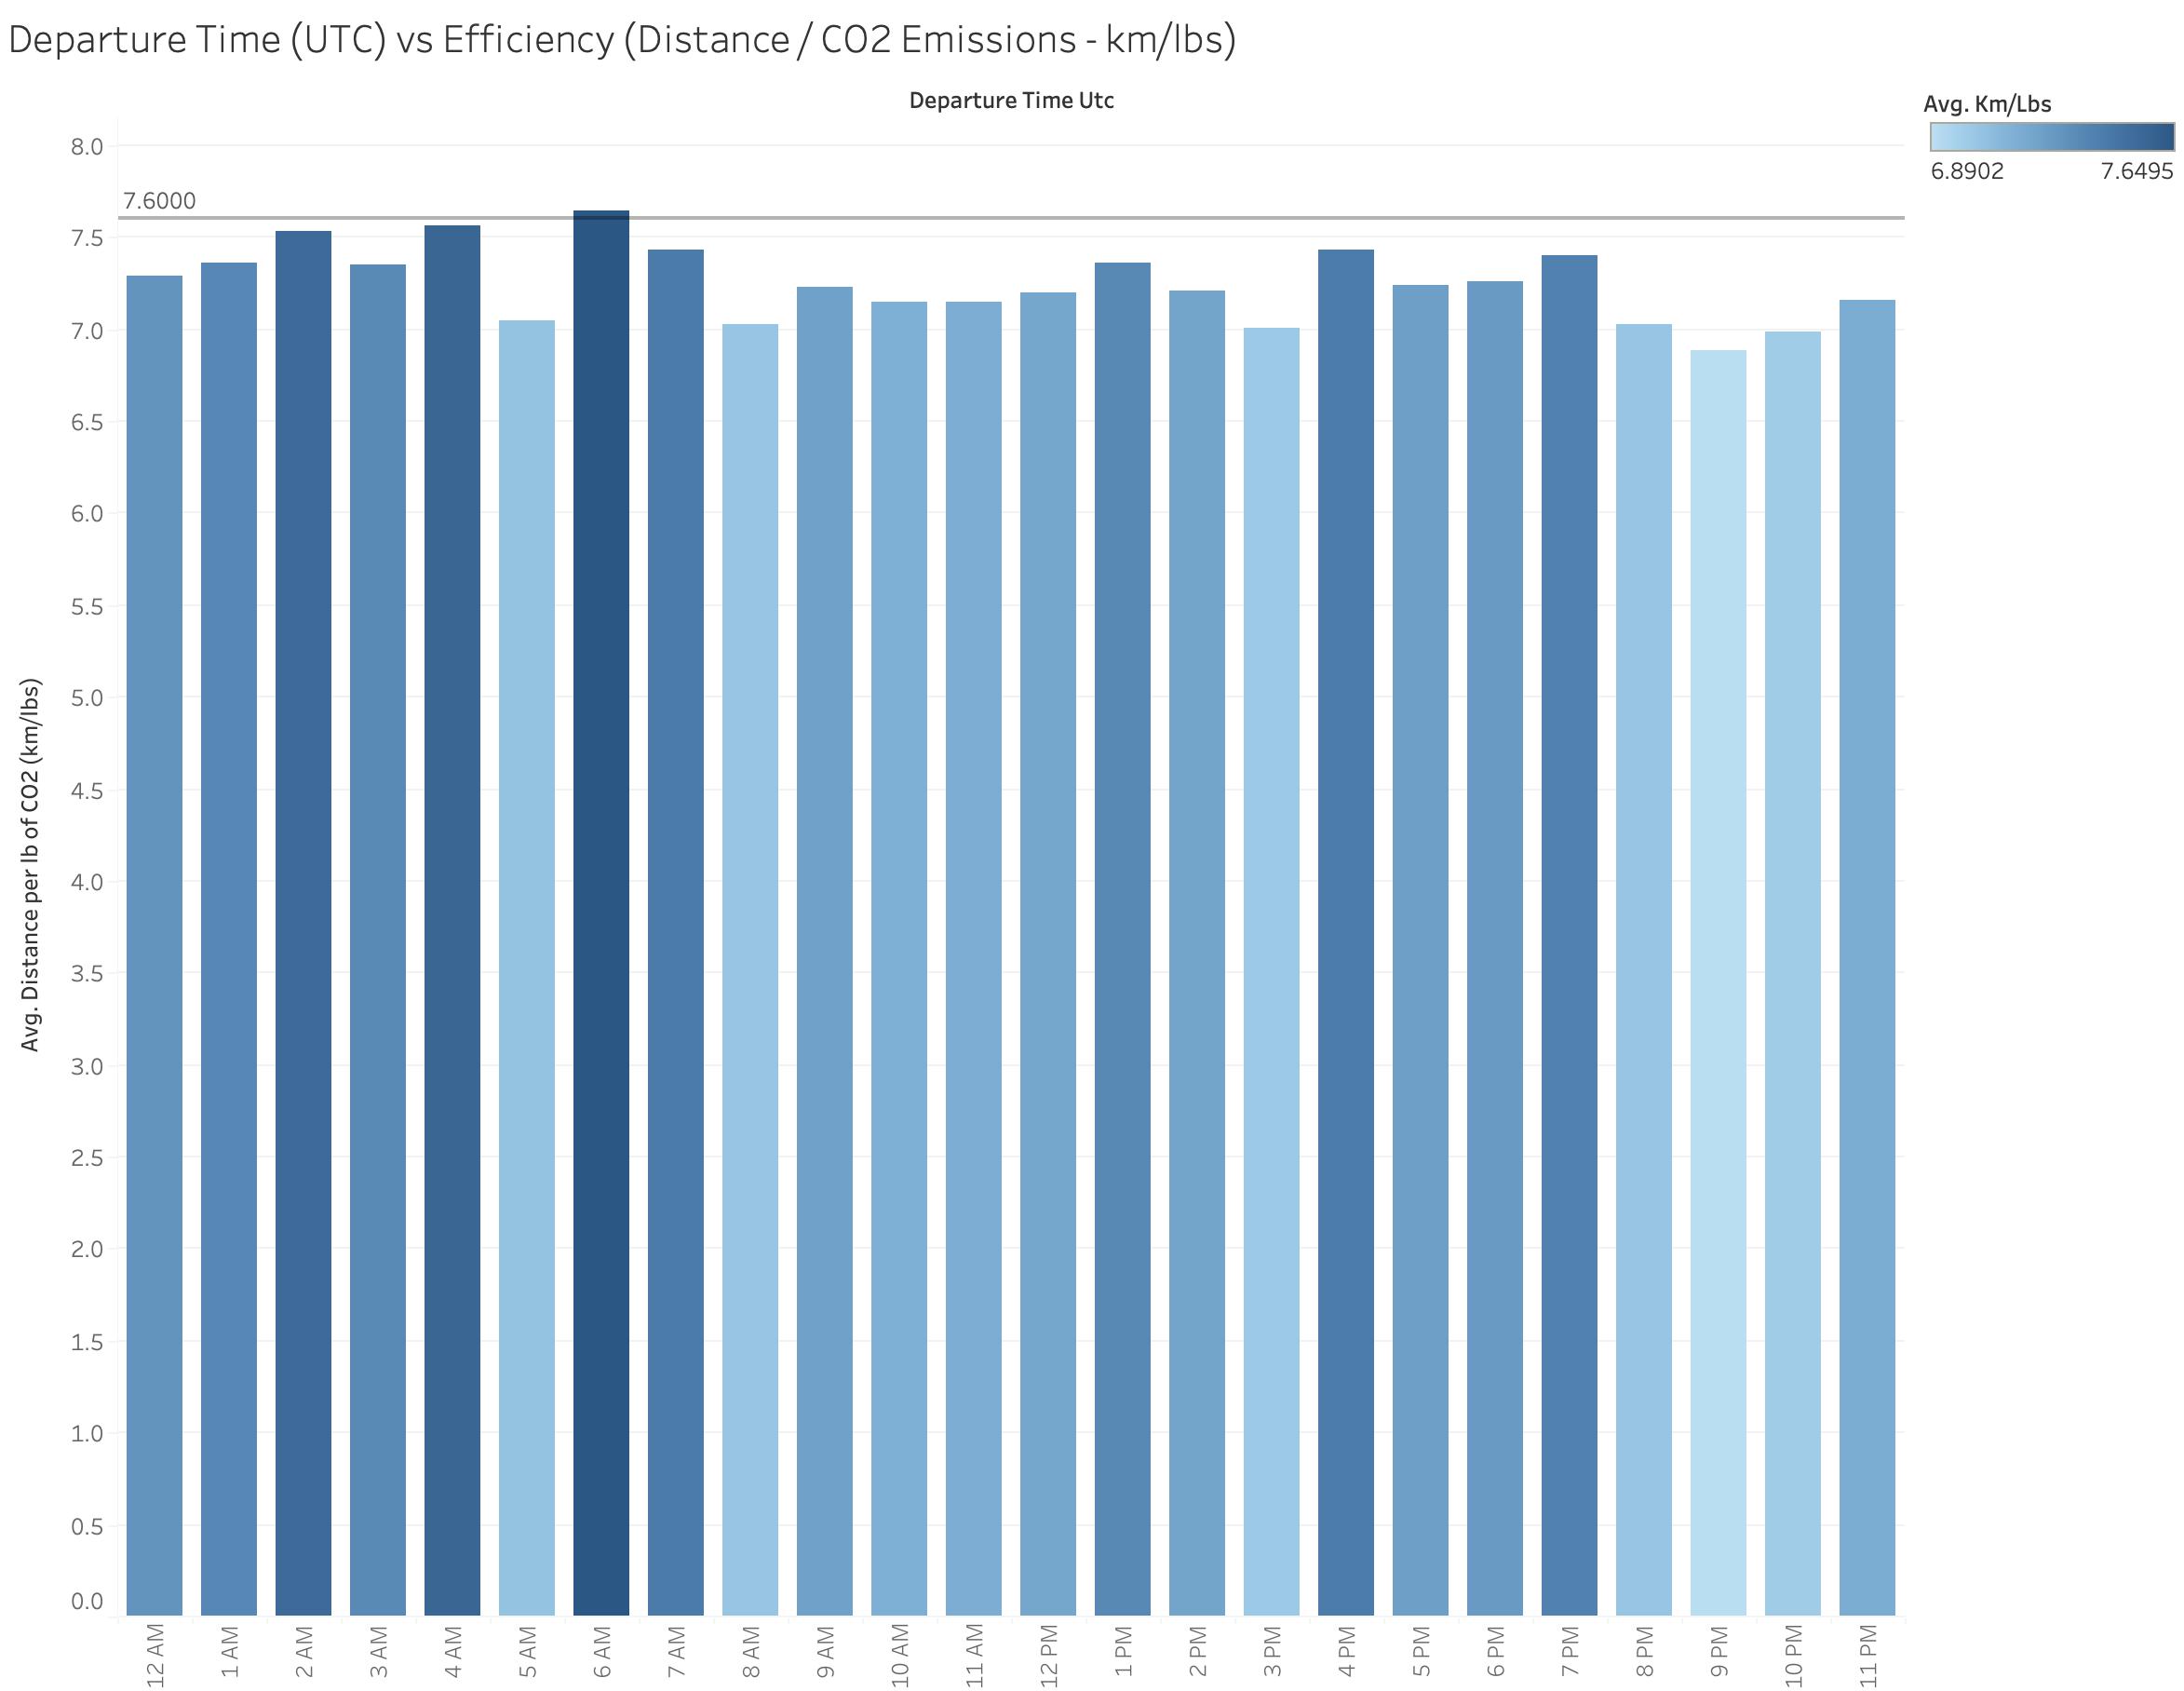 Departure Time (UTC) vs Efficiency (Distance / CO2 Emissions - km/lbs)
Departure Time Utc
Avg. Km/Lbs
6.8902 7.6495
Avg. Distance per lb of CO2 (km/lbs)
8.0
7.6000
7.5
7.0
6.5
6.0
5.5
5.0
4.5
4.0
3.5
3.0
2.5
2.0
1.5
1.0
0.5
0.0
12 AM
1 AM
2 AM
3 AM
4 AM
5 AM
6 AM
7 AM
8 AM
9 AM
10 AM
11 AM
12 PM
1 PM
2 PM
3 PM
4 PM
5 PM
6 PM
7 PM
8 PM
9 PM
10 PM
11 PM